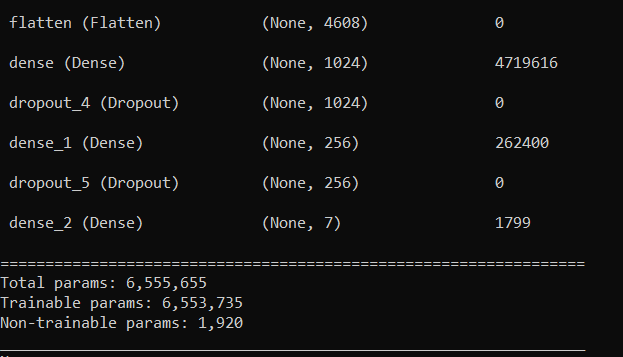 flatten (Flatten) (None, 4608) 0
dense (Dense) (None, 1024) 4719616
dropout_4 (Dropout) (None, 1024) 0
dense_1 (Dense) (None, 256) 262400
dropout_5 (Dropout) (None, 256) 0
dense_2 (Dense) (None, 7) 1799
=================================================================
Total params: 6,555,655
Trainable params: 6,553,735
Non-trainable params: 1,920
_________________________________________________________________